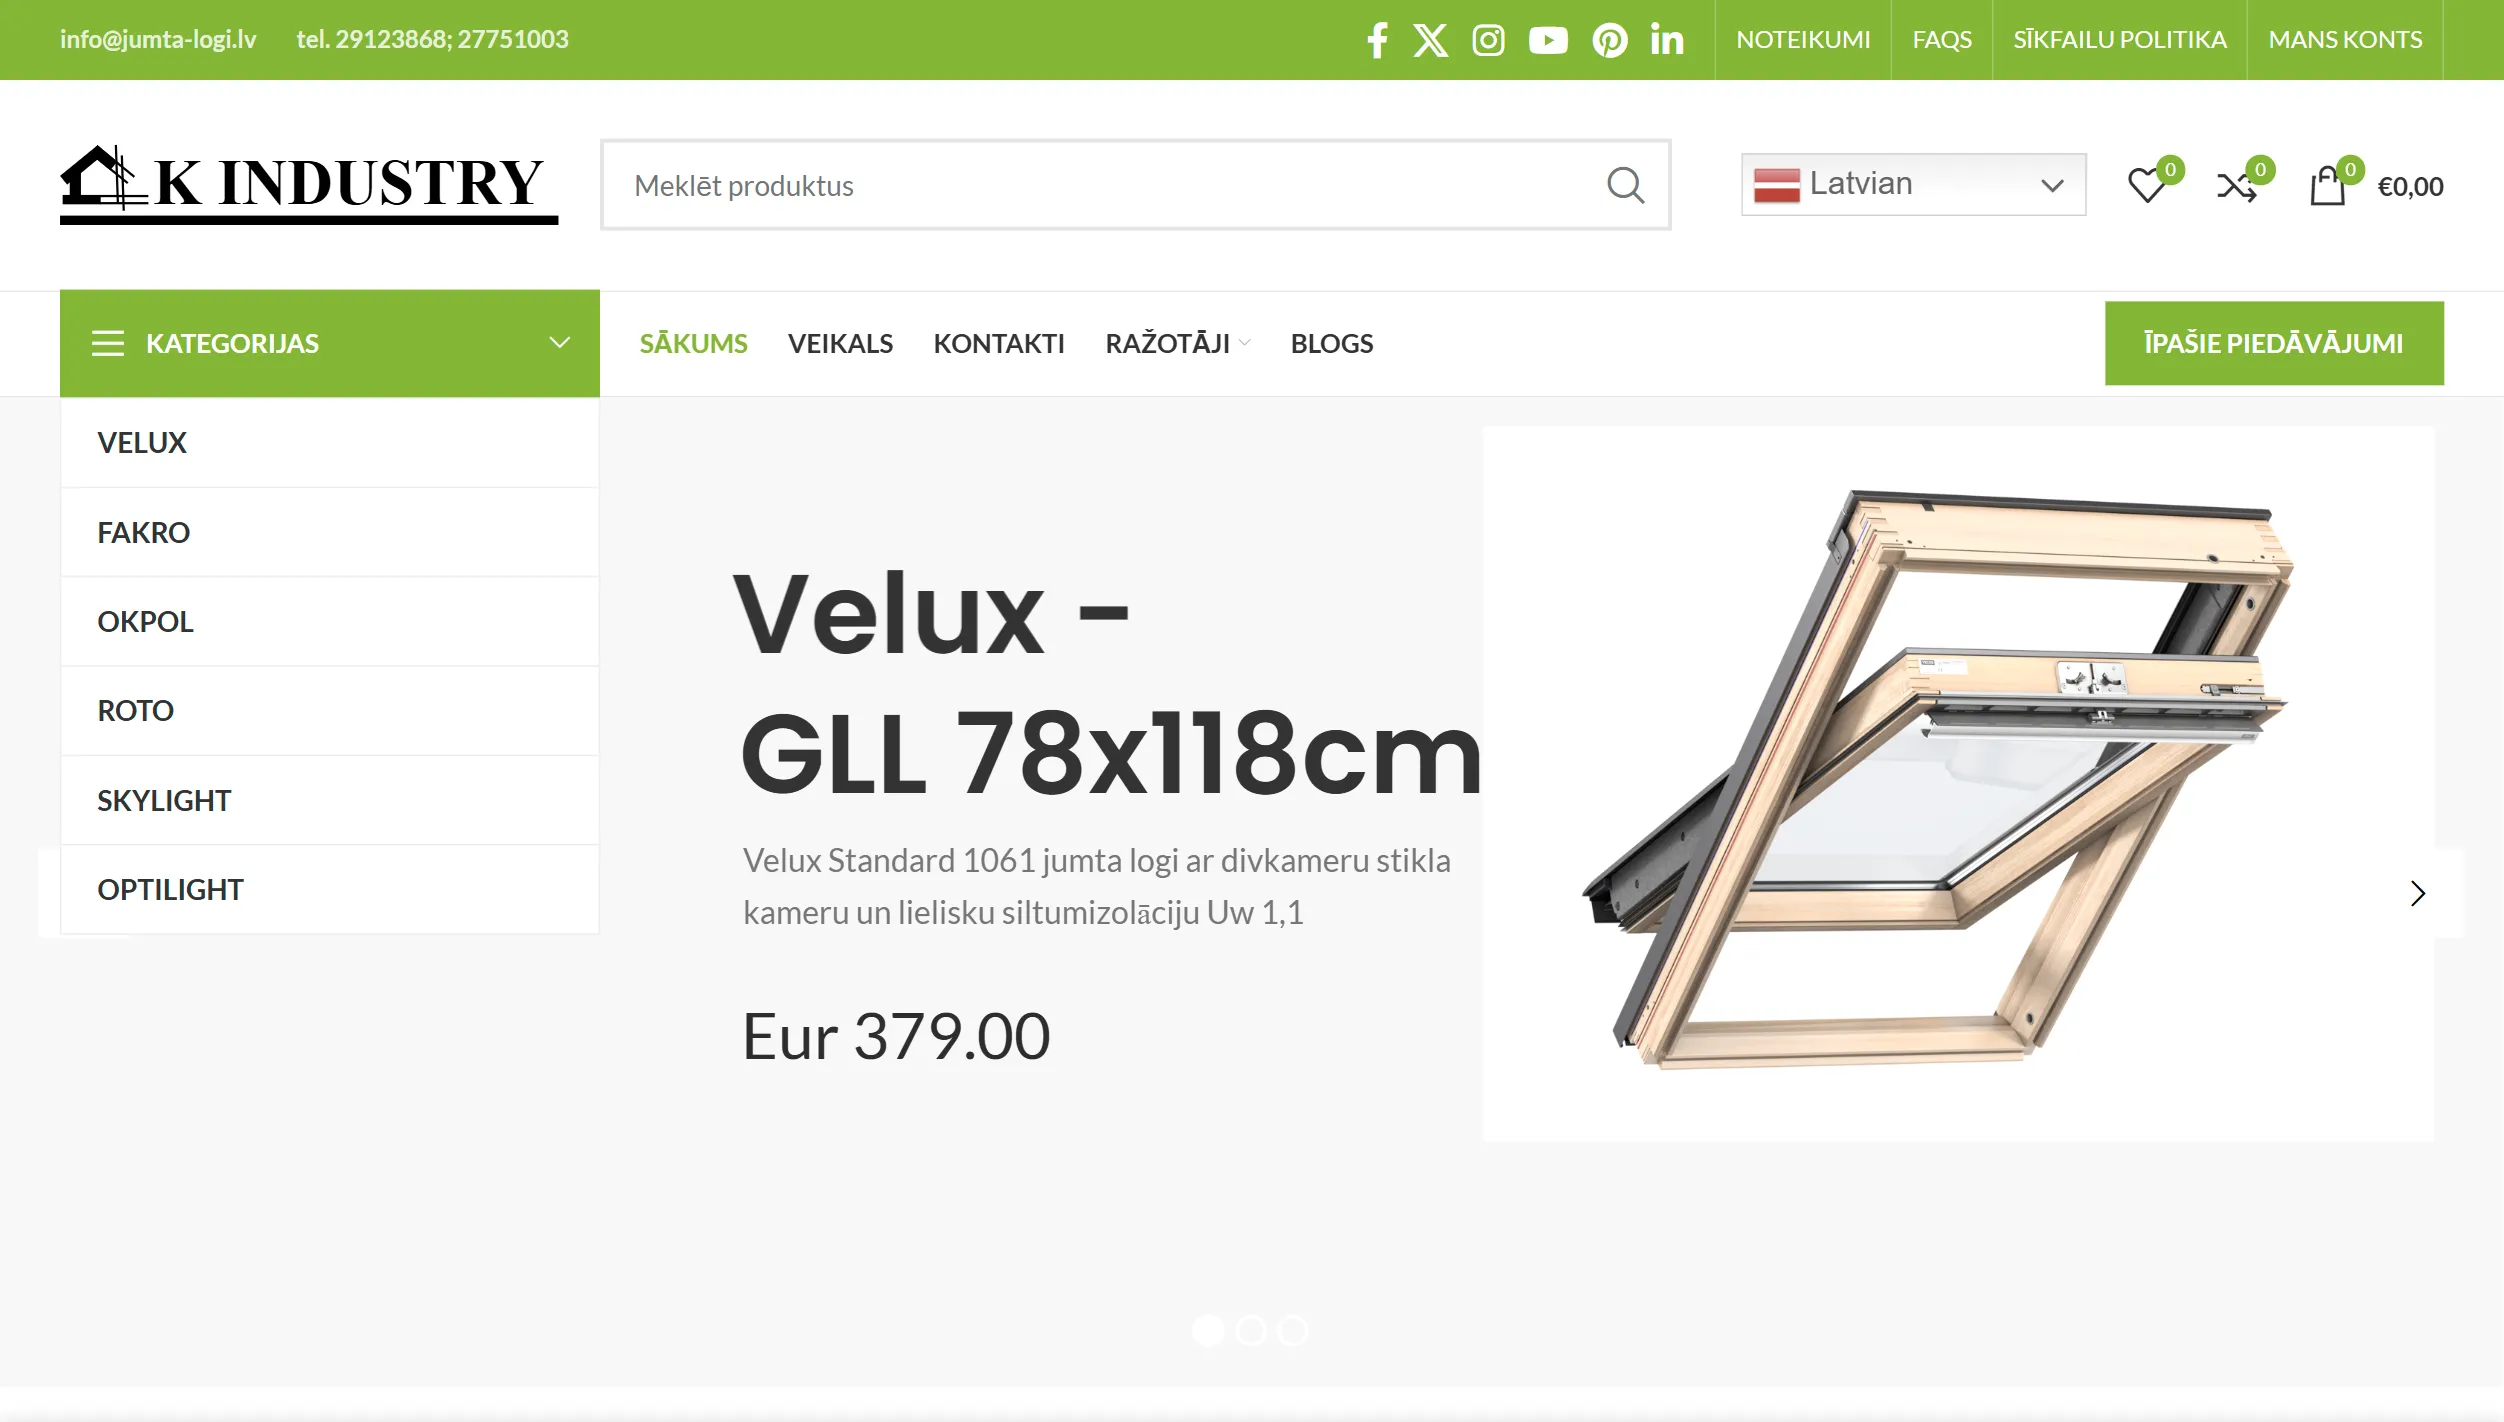 info@jumta-logi.lv tel. 29123868; 27751003 NOTEIKUMI FAQS SĪKFAILU POLITIKA MANS KONTS
K INDUSTRY Meklēt produktus Latvian 0 0 0 €0,00
KATEGORIJAS SĀKUMS VEIKALS KONTAKTI RAŽOTĀJI BLOGS ĪPAŠIE PIEDĀVĀJUMI
VELUX
FAKRO
OKPOL
ROTO
SKYLIGHT
OPTILIGHT
Velux -
GLL 78x118cm
Velux Standard 1061 jumta logi ar divkameru stikla
kameru un lielisku siltumizolāciju Uw 1,1
Eur 379.00